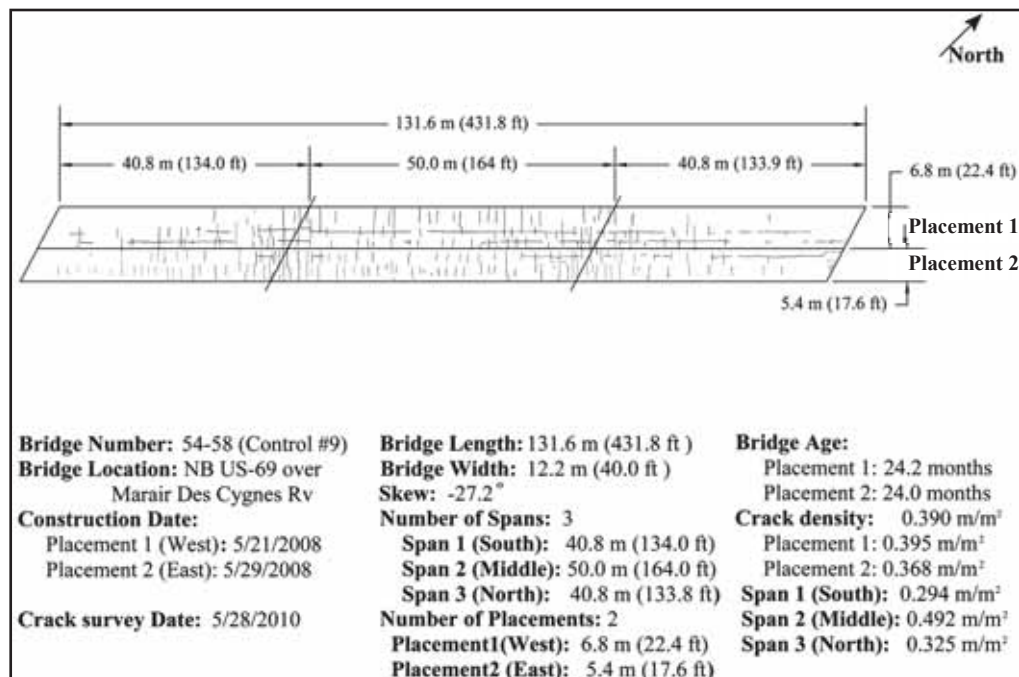 North
131.6 m (431.8 ft)
40.8 m (134.0 ft)
50.0 m (164 ft)
40.8 m (133.9 ft)
6.8 m (22.4 ft)
Placement 1
Placement 2
5.4 m (17.6 ft)
Bridge Number: 54-58 (Control #9)
Bridge Location: NB US-69 over
Marair Des Cygnes Rv
Construction Date:
Placement 1 (West): 5/21/2008
Placement 2 (East): 5/29/2008
Crack survey Date: 5/28/2010
Bridge Length: 131.6 m (431.8 ft )
Bridge Width: 12.2 m (40.0 ft )
Skew: -27.2°
Number of Spans: 3
Span 1 (South): 40.8 m (134.0 ft)
Span 2 (Middle): 50.0 m (164.0 ft)
Span 3 (North): 40.8 m (133.8 ft)
Number of Placements: 2
Placement1(West): 6.8 m (22.4 ft)
Placement2 (East): 5.4 m (17.6 ft)
Bridge Age:
Placement 1: 24.2 months
Placement 2: 24.0 months
Crack density: 0.390 m/m²
Placement 1: 0.395 m/m²
Placement 2: 0.368 m/m²
Span 1 (South): 0.294 m/m²
Span 2 (Middle): 0.492 m/m²
Span 3 (North): 0.325 m/m²